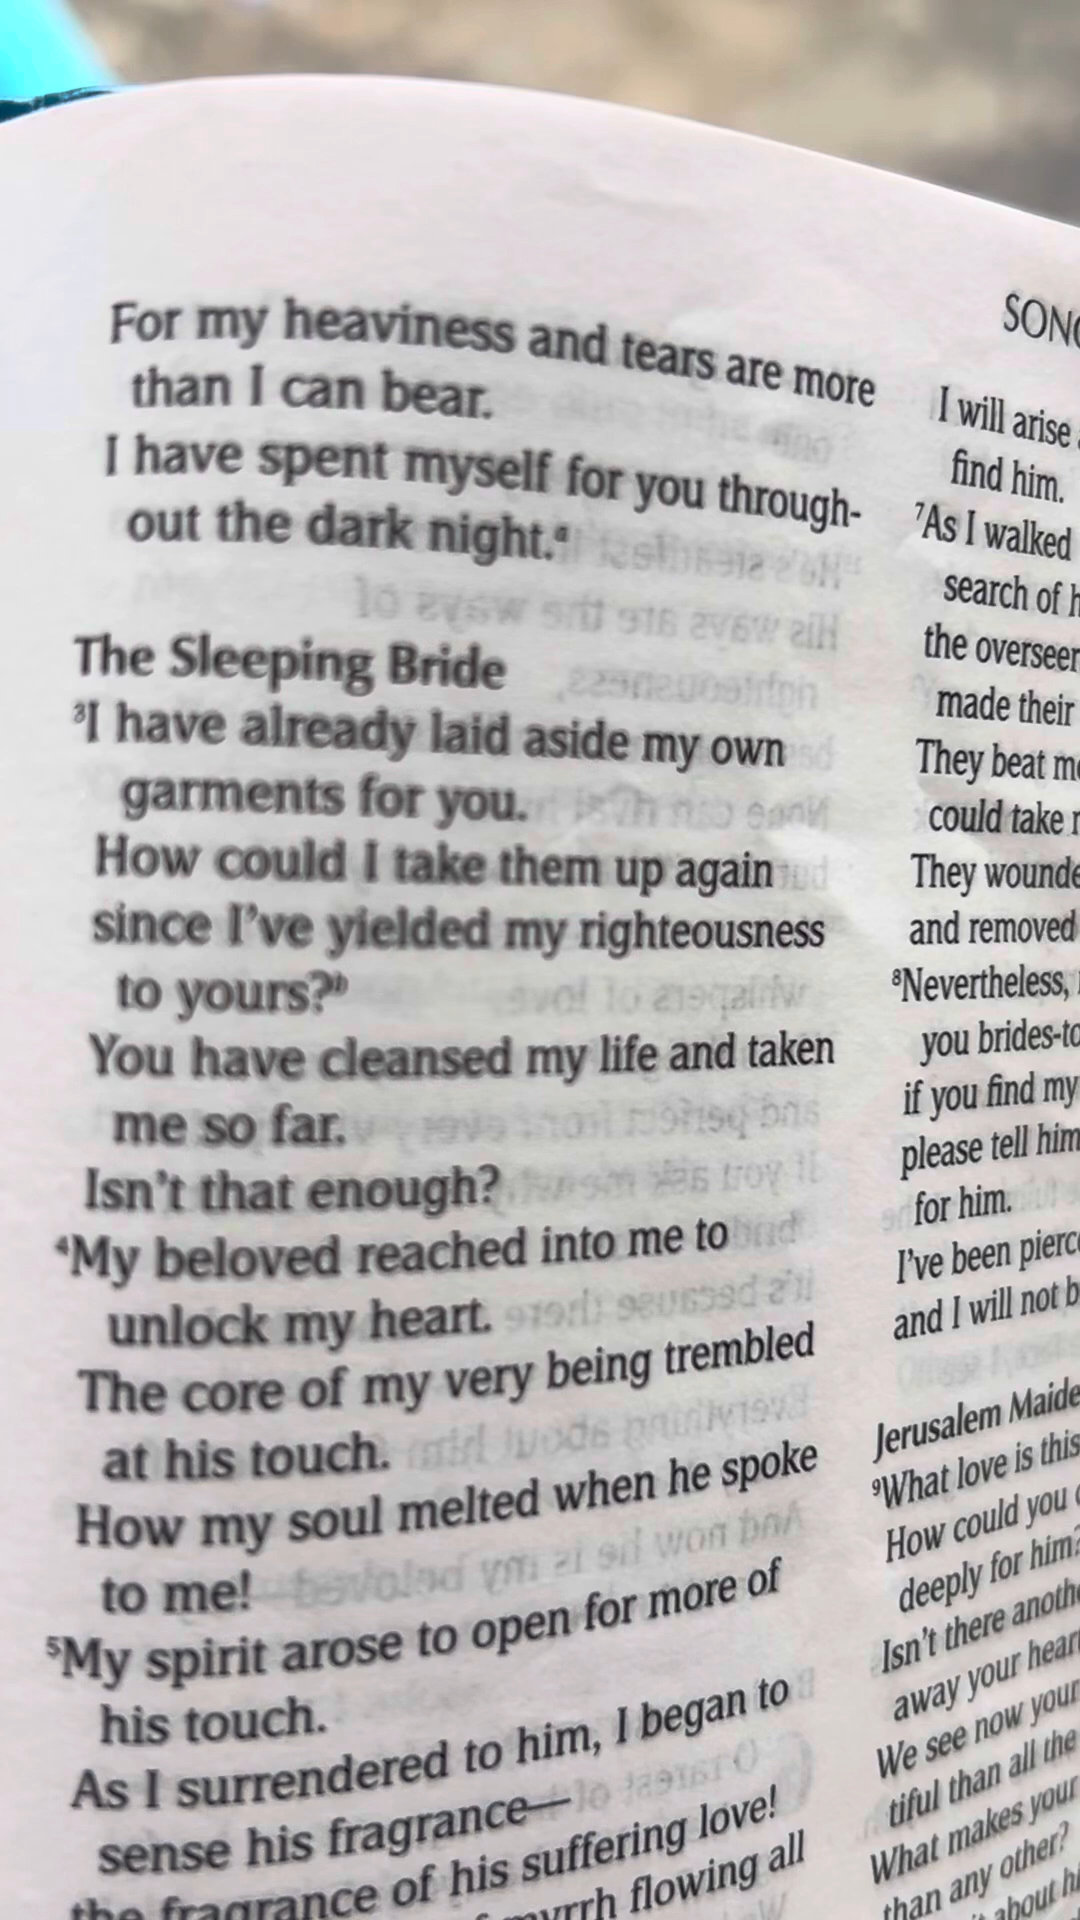 For my heaviness and tears are more
than I can bear.
I have spent myself for you through-
out the dark night.ᵃ
The Sleeping Bride
³I have already laid aside my own
garments for you.
How could I take them up again
since I've yielded my righteousness
to yours?ᵇ
You have cleansed my life and taken
me so far.
Isn't that enough?
⁴My beloved reached into me to
unlock my heart.
The core of my very being trembled
at his touch.
How my soul melted when he spoke
to me!
⁵My spirit arose to open for more of
his touch.
As I surrendered to him, I began to
sense his fragrance—
the fragrance of his suffering love!
myrrh flowing all
SONG
I will arise
find him.
⁷As I walked
search of
the overseer
made their
They beat me
could take
They wounde
and removed
⁸Nevertheless,
you brides-to
if you find my
please tell him
for him.
I've been pierce
and I will not b
Jerusalem Maide
⁹What love is this
How could you
deeply for him?
Isn't there anothe
away your heart
We see now your
tiful than all the
What makes your
than any other?
about